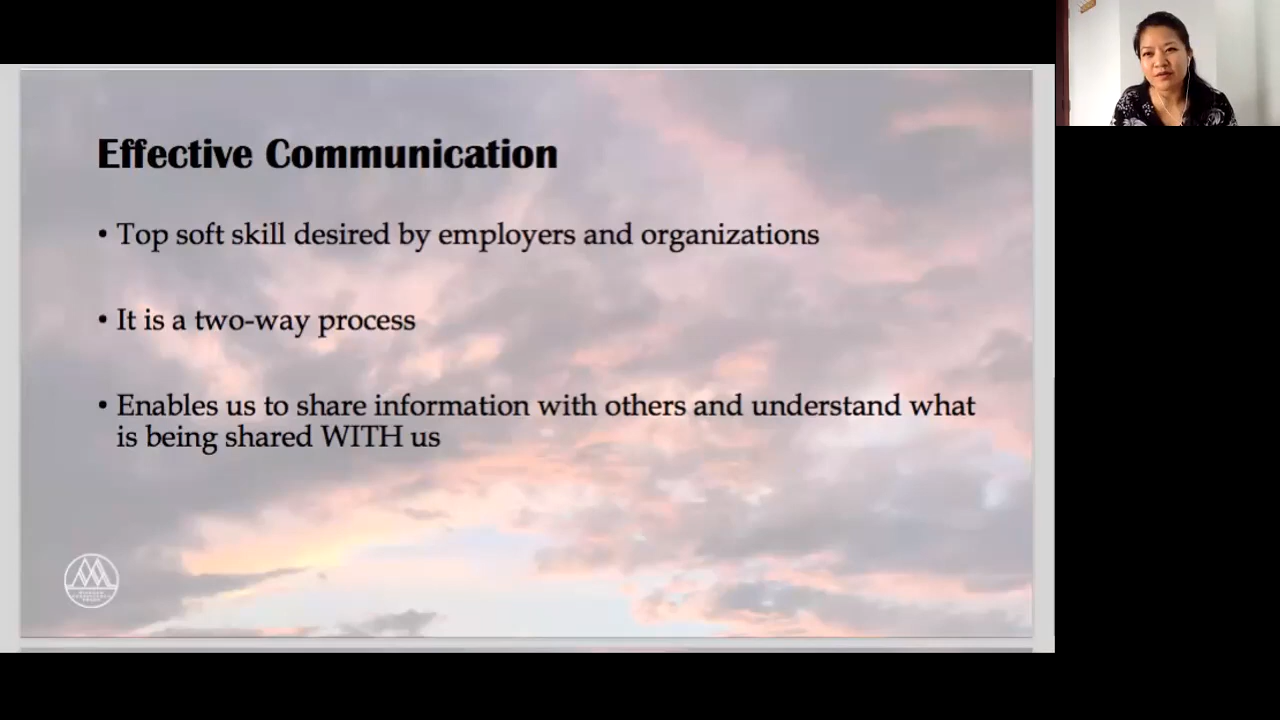 Effective Communication
• Top soft skill desired by employers and organizations
• It is a two-way process
• Enables us to share information with others and understand what
is being shared WITH us